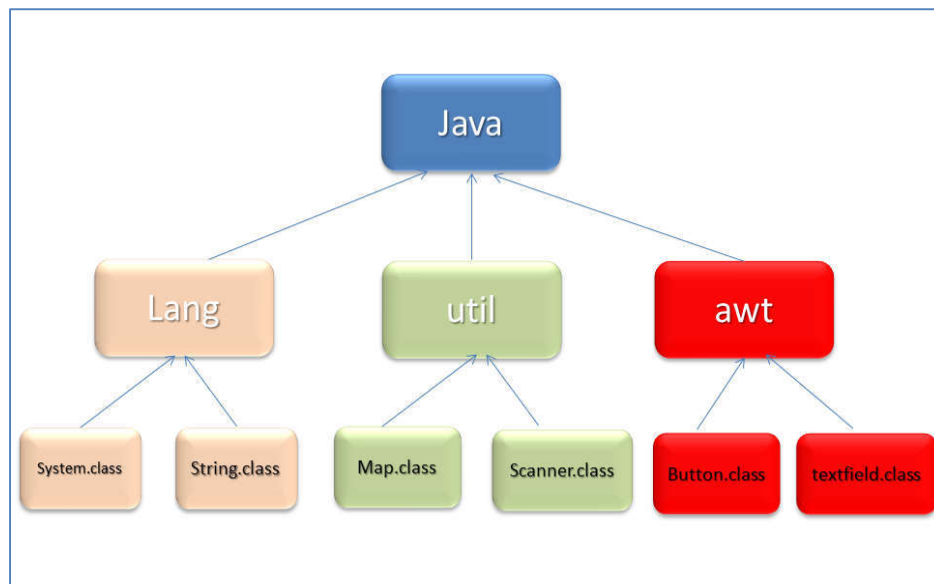 Java
Lang
util
awt
System.class
String.class
Map.class
Scanner.class
Button.class
textfield.class